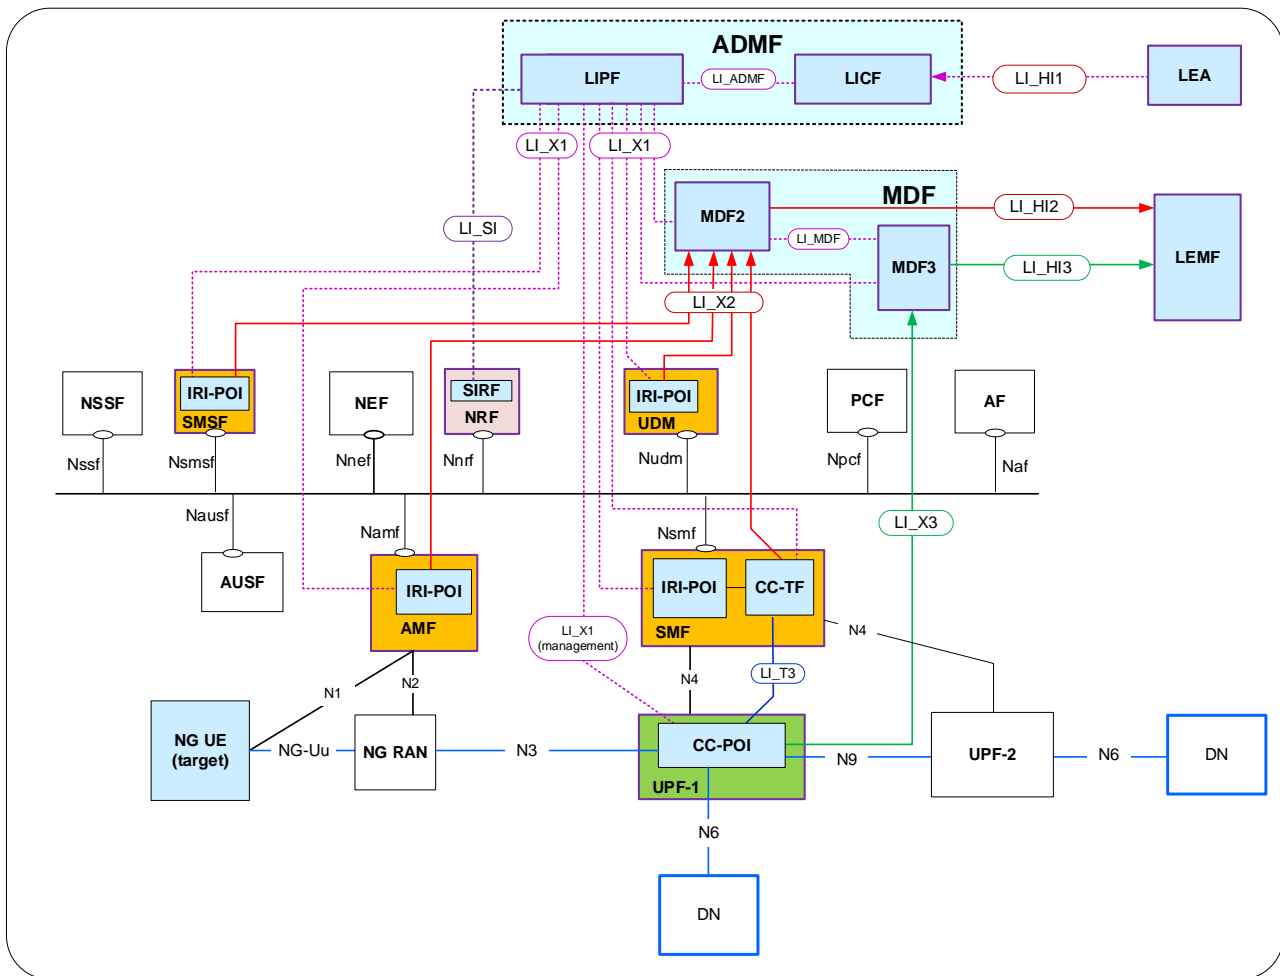 ADMF
LIPF
LI_ADMF
LICF
LI_HI1
LEA
LI_X1
LI_X1
MDF
MDF2
LI_HI2
LI_SI
LI_MDF
MDF3
LI_HI3
LEMF
LI_X2
NSSF
IRI-POI
SMSF
NEF
SIRF
NRF
IRI-POI
UDM
PCF
AF
Nssf
Nsmsf
Nnef
Nnrf
Nudm
Npcf
Naf
Nausf
Namf
Nsmf
LI_X3
AUSF
IRI-POI
AMF
IRI-POI
CC-TF
SMF
LI_X1
(management)
N4
LI_T3
N4
N1
N2
NG UE
(target)
NG-Uu
NG RAN
N3
CC-POI
UPF-1
N9
UPF-2
N6
DN
N6
DN